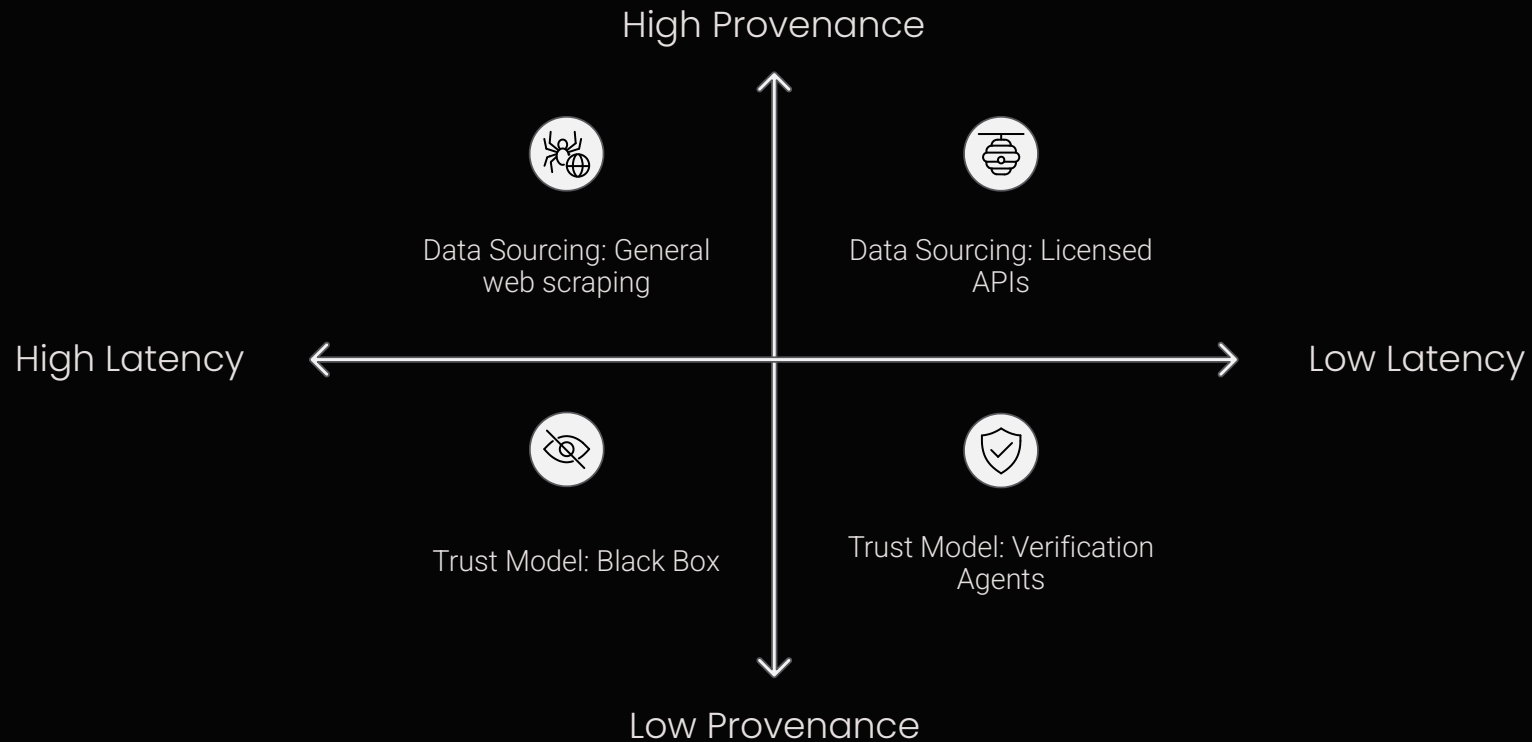 High Provenance
Data Sourcing: General
web scraping
Data Sourcing: Licensed
APIs
High Latency
Low Latency
Trust Model: Black Box
Trust Model: Verification
Agents
Low Provenance